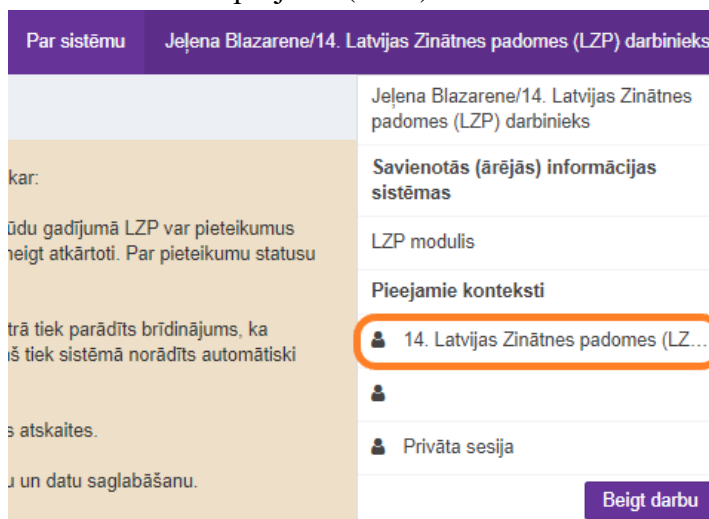 Par sistēmu Jeļena Blazarene/14. Latvijas Zinātnes padomes (LZP) darbinieks
Jeļena Blazarene/14. Latvijas Zinātnes
padomes (LZP) darbinieks
Savienotās (ārējās) informācijas
sistēmas
LZP modulis
Pieejamie konteksti
14. Latvijas Zinātnes padomes (LZ...
Privāta sesija
Beigt darbu
kar:
ūdu gadījumā LZP var pieteikumus
neigt atkārtoti. Par pieteikumu statusu
trā tiek parādīts brīdinājums, ka
tiek sistēmā norādīts automātiski
s atskaites.
u un datu saglabāšanu.